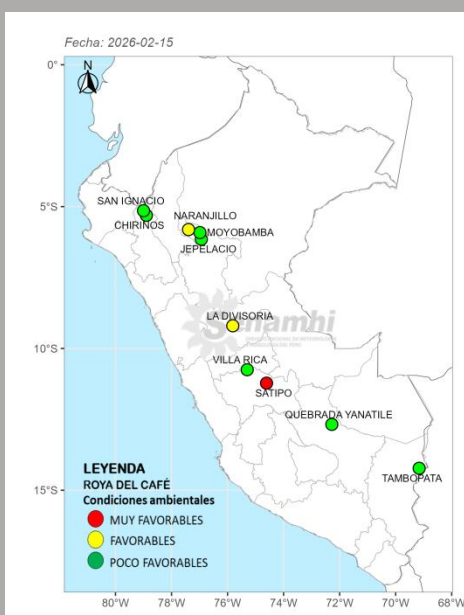 Fecha: 2026-02-15
N
0°
SAN IGNACIO
CHIRINOS
NARANJILLO
MOYOBAMBA
JEPELACIO
5°S
LA DIVISORIA
Senamhi
10°S
VILLA RICA
SATIPO
QUEBRADA YANATILE
TAMBOPATA
15°S
LEYENDA
ROYA DEL CAFÉ
Condiciones ambientales
MUY FAVORABLES
FAVORABLES
POCO FAVORABLES
80°W 78°W 76°W 74°W 72°W 70°W 68°W